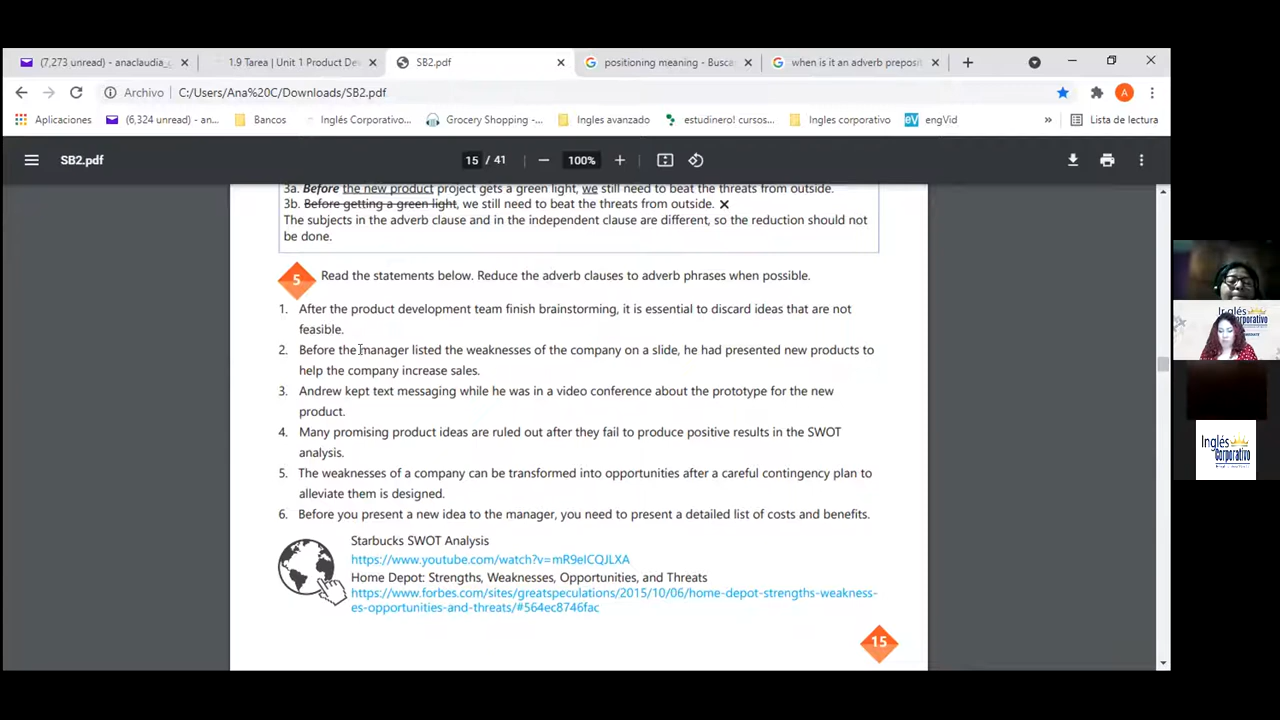 (7,273 unread) - anaclaudia_
1.9 Tarea | Unit 1 Product De
SB2.pdf
positioning meaning - Busca
when is it an adverb preposit
Archivo
C:/Users/Ana%20C/Downloads/SB2.pdf
A
Aplicaciones
(6,324 unread) - an...
Bancos
Inglés Corporativo...
Grocery Shopping -...
Ingles avanzado
estudinero! cursos...
Ingles corporativo
eV
engVid
»
Lista de lectura
SB2.pdf
15 / 41
100%
3a. Before the new product project gets a green light, we still need to beat the threats from outside.
3b. Before getting a green light, we still need to beat the threats from outside. ✕
The subjects in the adverb clause and in the independent clause are different, so the reduction should not
be done.
5
Read the statements below. Reduce the adverb clauses to adverb phrases when possible.
1. After the product development team finish brainstorming, it is essential to discard ideas that are not
feasible.
2. Before the manager listed the weaknesses of the company on a slide, he had presented new products to
help the company increase sales.
3. Andrew kept text messaging while he was in a video conference about the prototype for the new
product.
4. Many promising product ideas are ruled out after they fail to produce positive results in the SWOT
analysis.
5. The weaknesses of a company can be transformed into opportunities after a careful contingency plan to
alleviate them is designed.
6. Before you present a new idea to the manager, you need to present a detailed list of costs and benefits.
Starbucks SWOT Analysis
https://www.youtube.com/watch?v=mR9eICQJLXA
Home Depot: Strengths, Weaknesses, Opportunities, and Threats
https://www.forbes.com/sites/greatspeculations/2015/10/06/home-depot-strengths-weakness-
es-opportunities-and-threats/#564ec8746fac
15
Inglés
Corporativo
Inglés
Corporativo